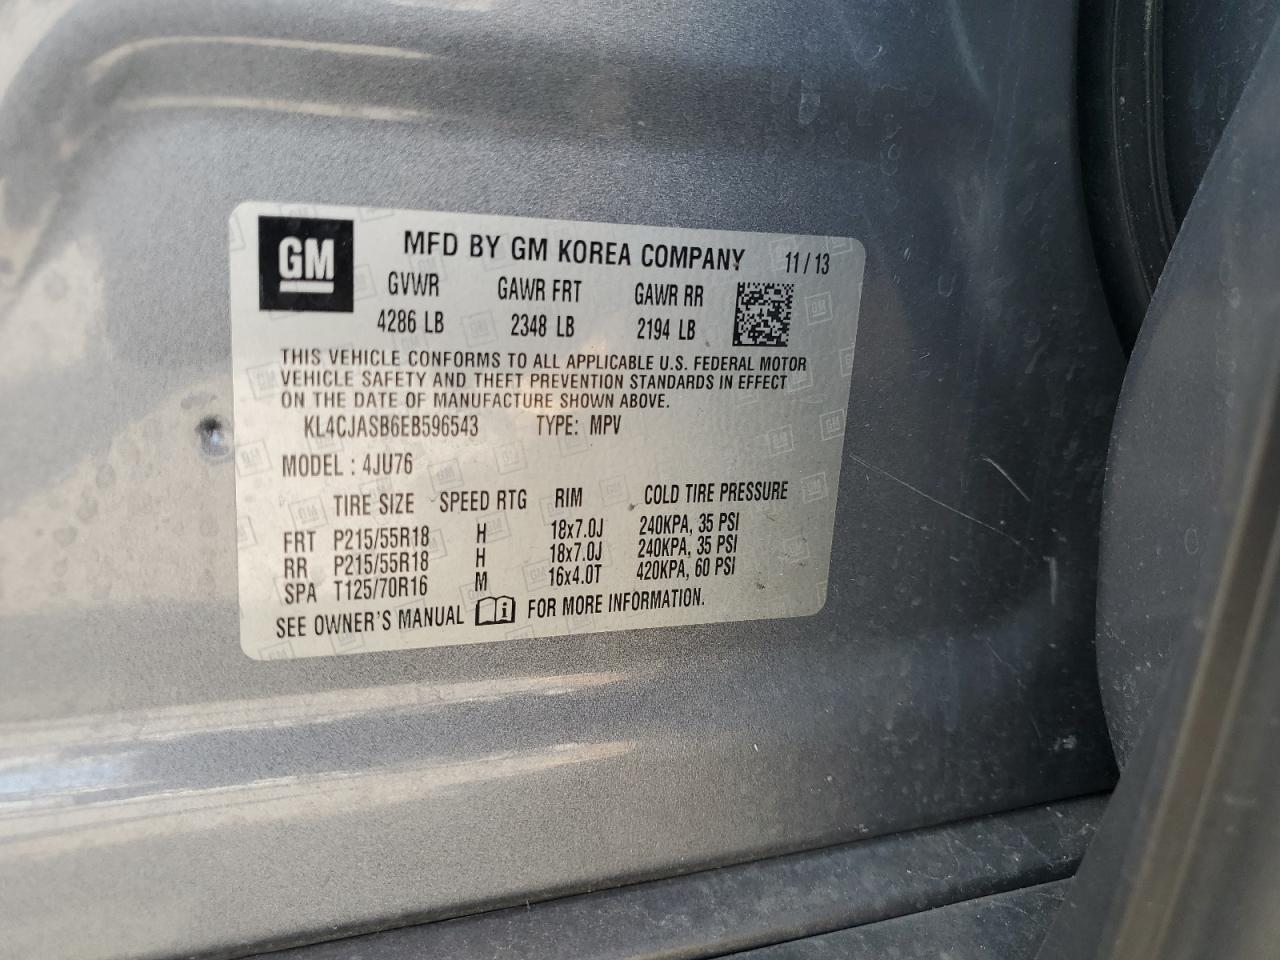 GM
MFD BY GM KOREA COMPANY 11/13
GVWR GAWR FRT GAWR RR
4286 LB 2348 LB 2194 LB
THIS VEHICLE CONFORMS TO ALL APPLICABLE U.S. FEDERAL MOTOR
VEHICLE SAFETY AND THEFT PREVENTION STANDARDS IN EFFECT
ON THE DATE OF MANUFACTURE SHOWN ABOVE.
KL4CJASB6EB596543 TYPE: MPV
MODEL : 4JU76
TIRE SIZE SPEED RTG RIM COLD TIRE PRESSURE
FRT P215/55R18 H 18x7.0J 240KPA, 35 PSI
RR P215/55R18 H 18x7.0J 240KPA, 35 PSI
SPA T125/70R16 M 16x4.0T 420KPA, 60 PSI
SEE OWNER'S MANUAL i FOR MORE INFORMATION.